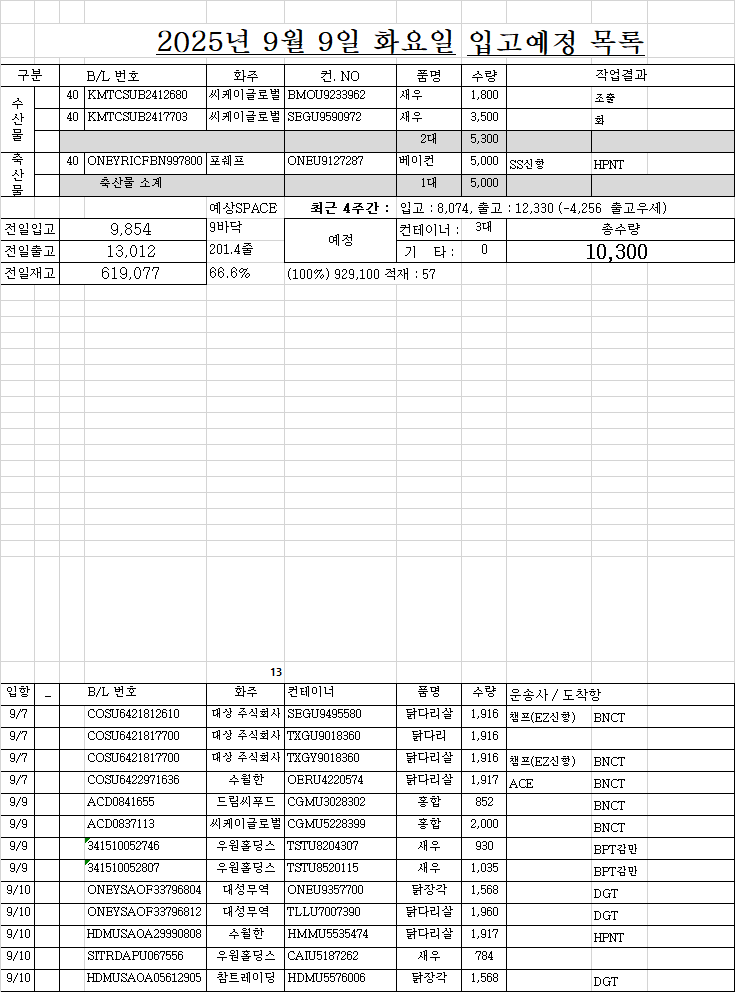 2025년 9월 9일 화요일 입고예정 목록
구분 B/L 번호 화주 컨. NO 품명 수량 작업결과
수산물
40 KMTCSUB2412680 씨케이글로벌 BMOU9233962 새우 1,800 조출
40 KMTCSUB2417703 씨케이글로벌 SEGU9590972 새우 3,500 화
2대 5,300
축산물
40 ONEYRICFBN997800 포쉐프 ONEU9127287 베이컨 5,000 SS신항 HPNT
축산물 소계 1대 5,000
예상SPACE 최근 4주간 : 입고 : 8,074, 출고 : 12,330 (-4,256 출고우세)
전일입고 9,854 9바닥 예정 컨테이너 : 3대 총수량
전일출고 13,012 201.4줄 기 타 : 0 10,300
전일재고 619,077 66.6% (100%) 929,100 적재 : 57
13
입항 _ B/L 번호 화주 컨테이너 품명 수량 운송사 / 도착항
9/7 COSU6421812610 대상 주식회사 SEGU9495580 닭다리살 1,916 캠프(EZ신항) BNCT
9/7 COSU6421817700 대상 주식회사 TXGU9018360 닭다리 1,916
9/7 COSU6421817700 대상 주식회사 TXGY9018360 닭다리살 1,916 캠프(EZ신항) BNCT
9/7 COSU6422971636 수월한 OERU4220574 닭다리살 1,917 ACE BNCT
9/9 ACD0841655 드림씨푸드 CGMU3028302 홍합 852 BNCT
9/9 ACD0837113 씨케이글로벌 CGMU5228399 홍합 2,000 BNCT
9/9 341510052746 우원홀딩스 TSTU8204307 새우 930 BPT감만
9/9 341510052807 우원홀딩스 TSTU8520115 새우 1,035 BPT감만
9/10 ONEYSAOF33796804 대성무역 ONEU9357700 닭장각 1,568 DGT
9/10 ONEYSAOF33796812 대성무역 TLLU7007390 닭다리살 1,960 DGT
9/10 HDMUSAOA29990808 수월한 HMMU5535474 닭다리살 1,917 HPNT
9/10 SITRDAPU067556 우원홀딩스 CAIU5187262 새우 784
9/10 HDMUSAOA05612905 참트레이딩 HDMU5576006 닭장각 1,568 DGT